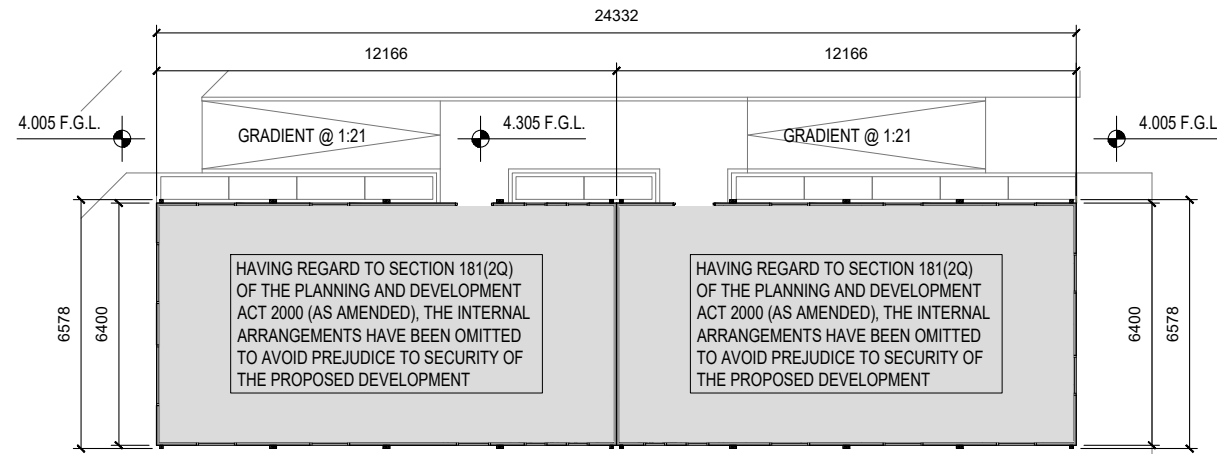 24332
12166
12166
4.005 F.G.L.
GRADIENT @ 1:21
4.305 F.G.L.
GRADIENT @ 1:21
4.005 F.G.L
6578
6400
HAVING REGARD TO SECTION 181(2Q)
OF THE PLANNING AND DEVELOPMENT
ACT 2000 (AS AMENDED), THE INTERNAL
ARRANGEMENTS HAVE BEEN OMITTED
TO AVOID PREJUDICE TO SECURITY OF
THE PROPOSED DEVELOPMENT
HAVING REGARD TO SECTION 181(2Q)
OF THE PLANNING AND DEVELOPMENT
ACT 2000 (AS AMENDED), THE INTERNAL
ARRANGEMENTS HAVE BEEN OMITTED
TO AVOID PREJUDICE TO SECURITY OF
THE PROPOSED DEVELOPMENT
6400
6578